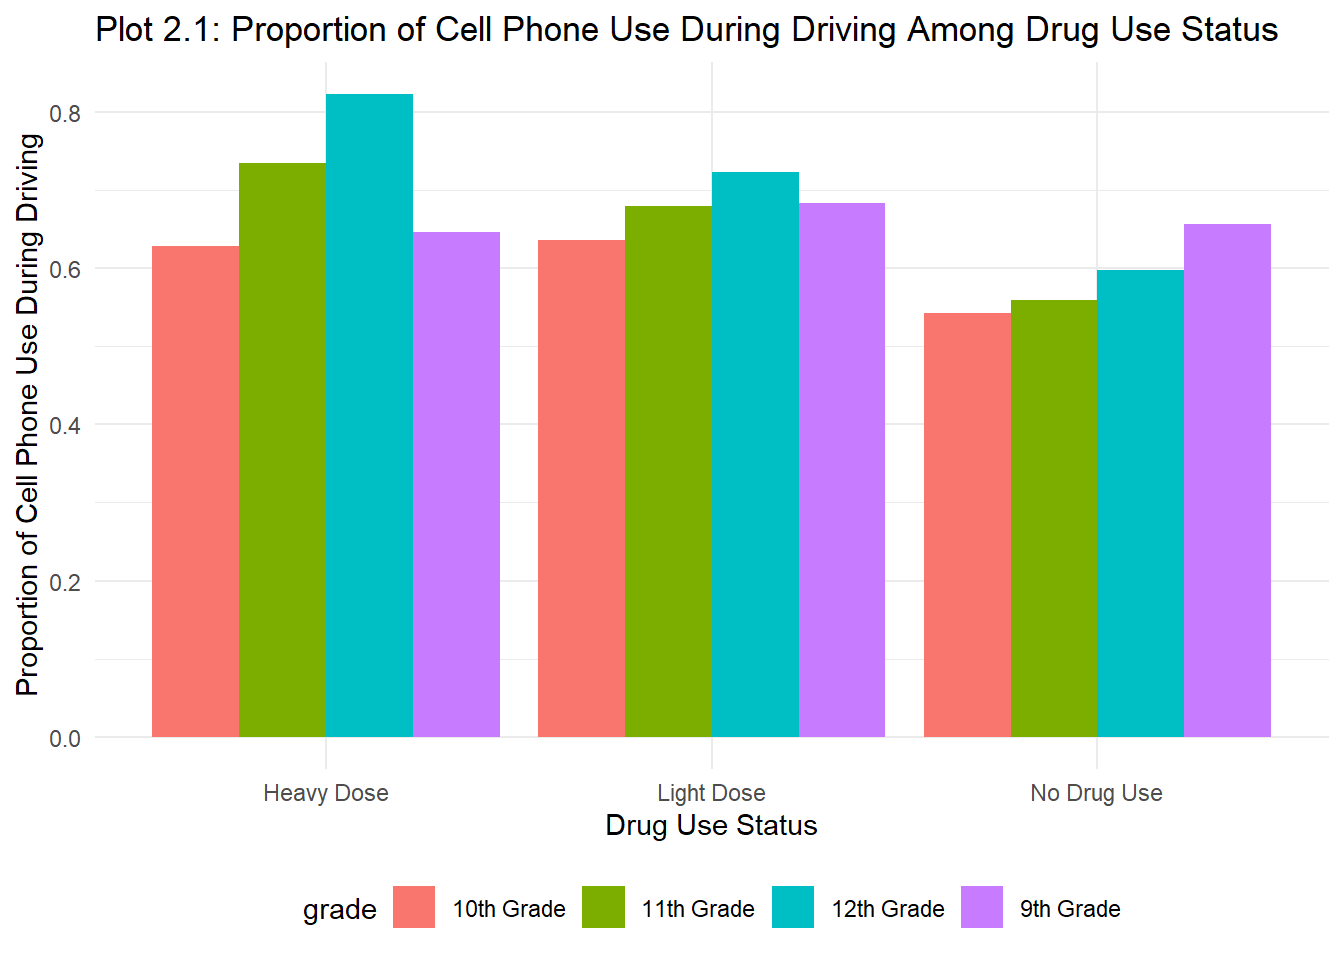 Plot 2.1: Proportion of Cell Phone Use During Driving Among Drug Use Status
Proportion of Cell Phone Use During Driving
0.8
0.6
0.4
0.2
0.0
Heavy Dose Light Dose No Drug Use
Drug Use Status
grade 10th Grade 11th Grade 12th Grade 9th Grade